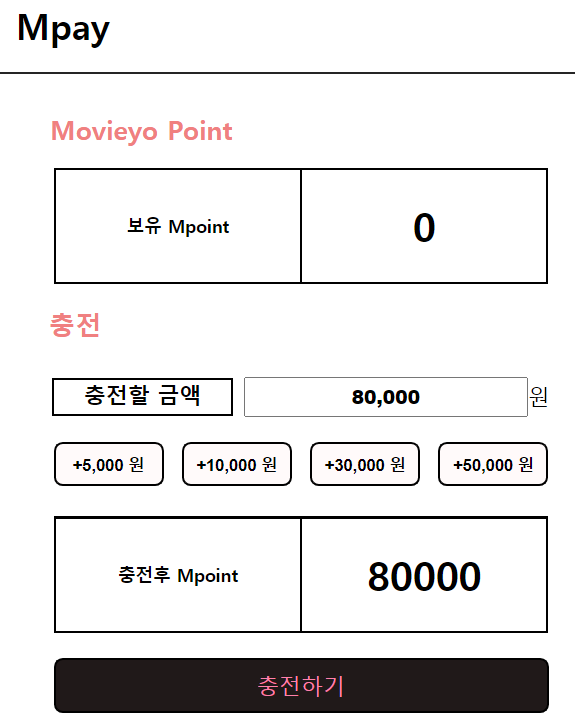 Mpay
Movieyo Point
보유 Mpoint 0
충전
충전할 금액 80,000 원
+5,000 원 +10,000 원 +30,000 원 +50,000 원
충전후 Mpoint 80000
충전하기